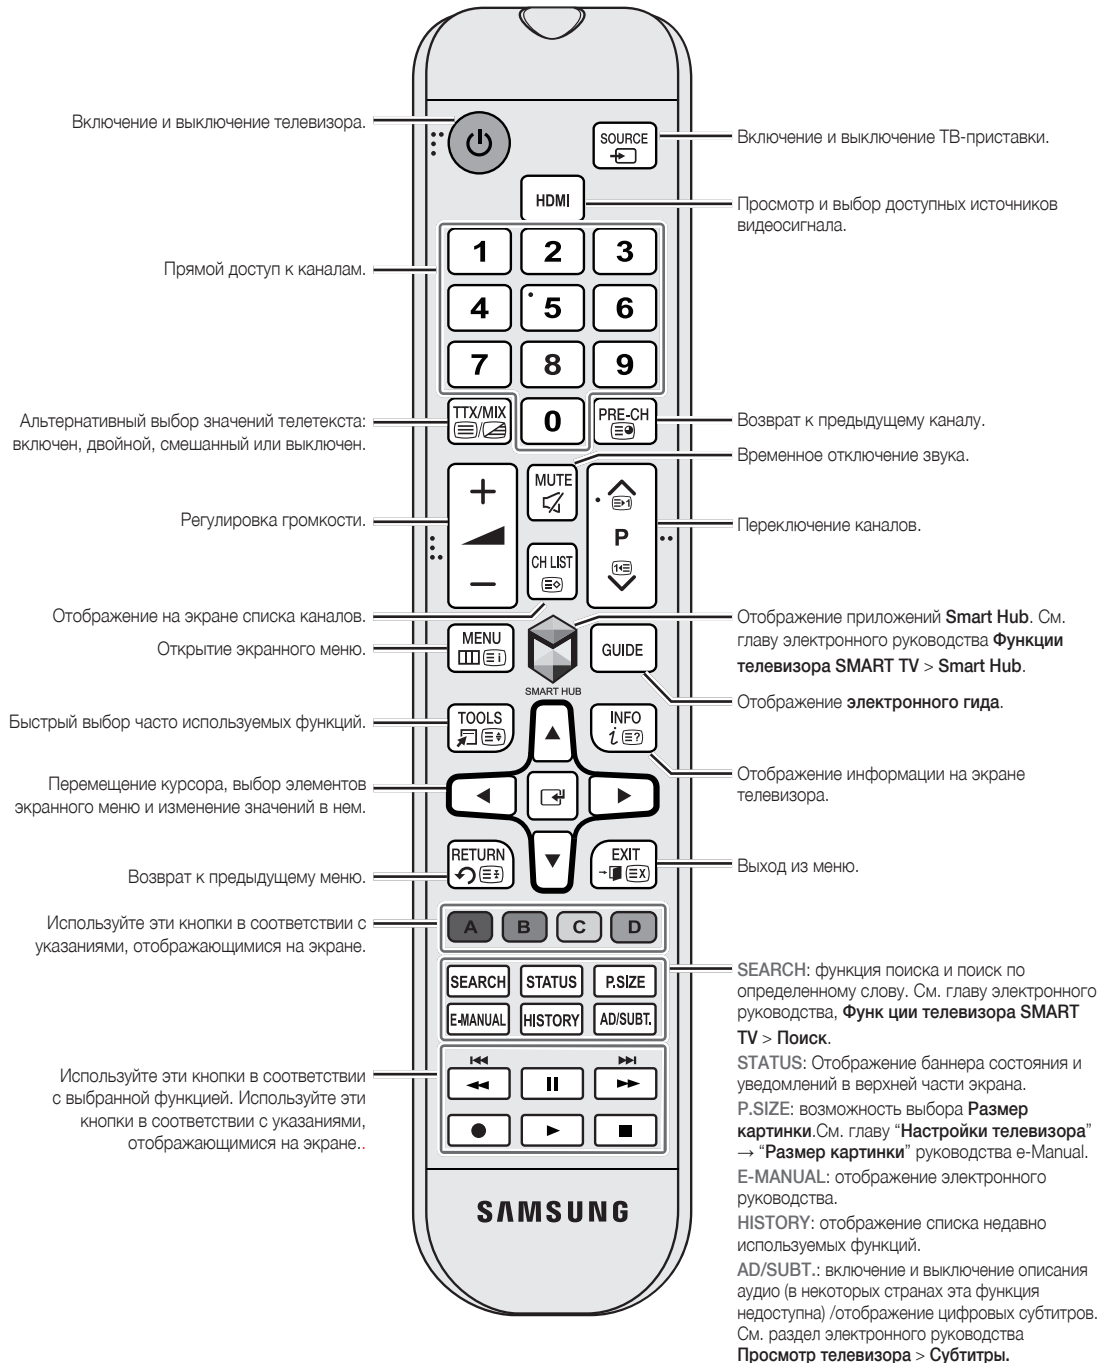 Включение и выключение телевизора.
SOURCE
Включение и выключение ТВ-приставки.
HDMI
Просмотр и выбор доступных источников
видеосигнала.
1
2
3
Прямой доступ к каналам.
4
5
6
7
8
9
Альтернативный выбор значений телетекста:
включен, двойной, смешанный или выключен.
TTX/MIX
0
PRE-CH
Возврат к предыдущему каналу.
Временное отключение звука.
MUTE
Регулировка громкости.
P
Переключение каналов.
CH LIST
Отображение на экране списка каналов.
Отображение приложений Smart Hub. См.
главу электронного руководства Функции
телевизора SMART TV > Smart Hub.
Открытие экранного меню.
MENU
GUIDE
SMART HUB
Отображение электронного гида.
Быстрый выбор часто используемых функций.
TOOLS
INFO
Перемещение курсора, выбор элементов
экранного меню и изменение значений в нем.
Отображение информации на экране
телевизора.
Возврат к предыдущему меню.
RETURN
EXIT
Выход из меню.
Используйте эти кнопки в соответствии с
указаниями, отображающимися на экране.
A
B
C
D
SEARCH
STATUS
P.SIZE
E-MANUAL
HISTORY
AD/SUBT.
Используйте эти кнопки в соответствии
с выбранной функцией. Используйте эти
кнопки в соответствии с указаниями,
отображающимися на экране..
SAMSUNG
SEARCH: функция поиска и поиск по
определенному слову. См. главу электронного
руководства, Функ ции телевизора SMART
TV > Поиск.
STATUS: Отображение баннера состояния и
уведомлений в верхней части экрана.
P.SIZE: возможность выбора Размер
картинки.См. главу “Настройки телевизора”
→ “Размер картинки” руководства e-Manual.
E-MANUAL: отображение электронного
руководства.
HISTORY: отображение списка недавно
используемых функций.
AD/SUBT.: включение и выключение описания
аудио (в некоторых странах эта функция
недоступна) /отображение цифровых субтитров.
См. раздел электронного руководства
Просмотр телевизора > Субтитры.